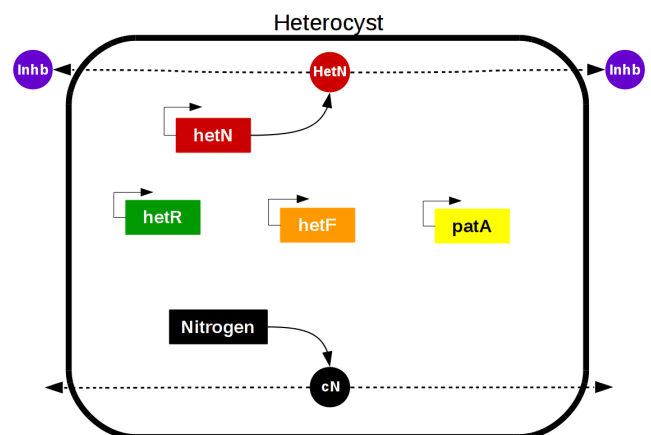 Heterocyst
Inhb
HetN
Inhb
hetN
hetR
hetF
patA
Nitrogen
cN